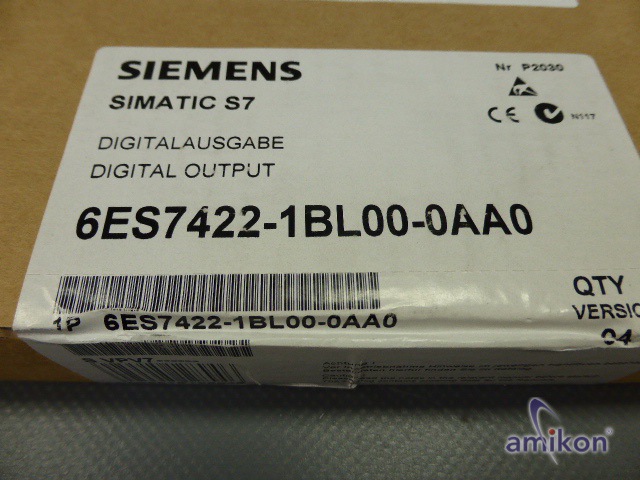 SIEMENS
Nr P2030
SIMATIC S7
CE N117
DIGITALAUSGABE
DIGITAL OUTPUT
6ES7422-1BL00-0AA0
QTY
VERSIO
04
1P 6ES7422-1BL00-0AA0
amikon